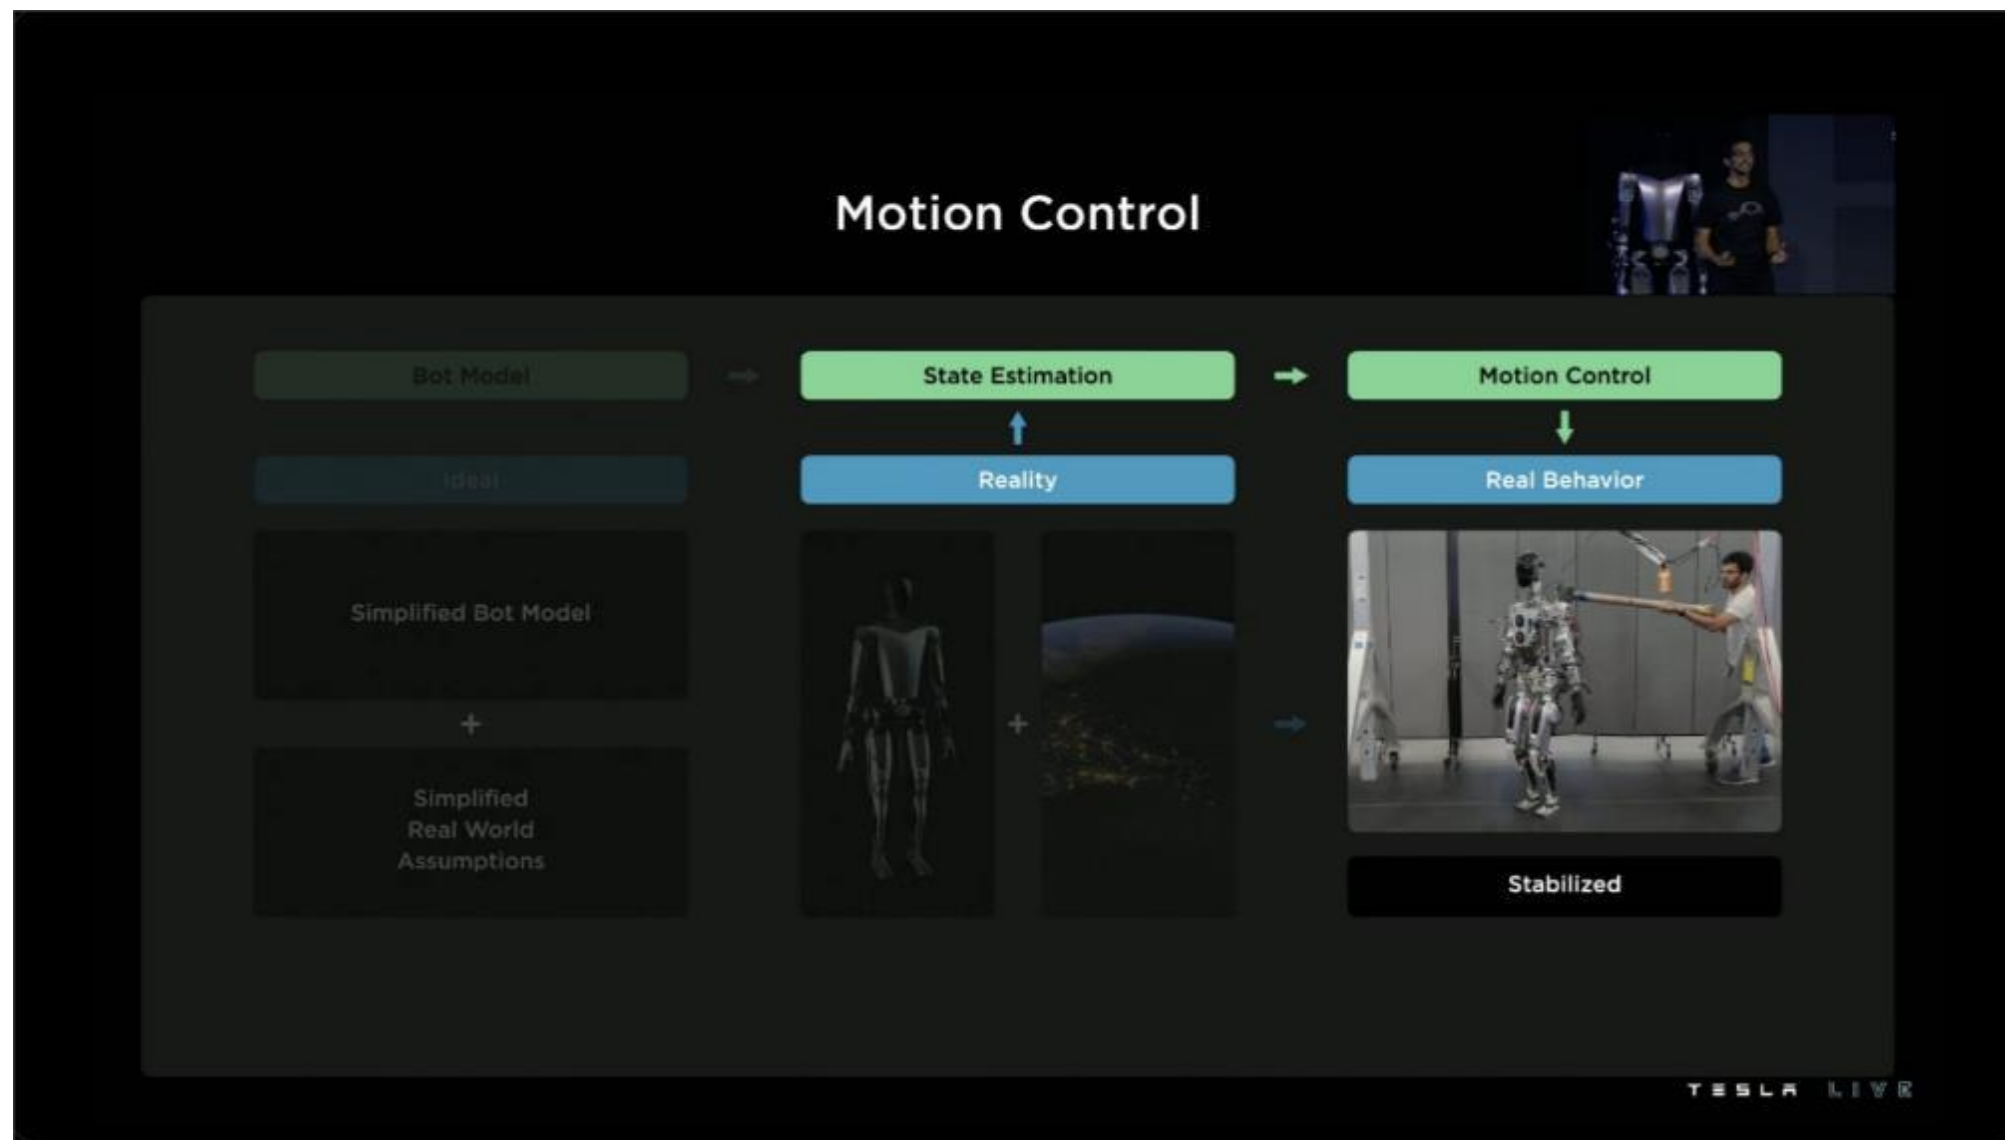 Motion Control
Bot Model
State Estimation
Motion Control
Ideal
Reality
Real Behavior
Simplified Bot Model
+
Simplified
Real World
Assumptions
+
Stabilized
TESLA LIVE